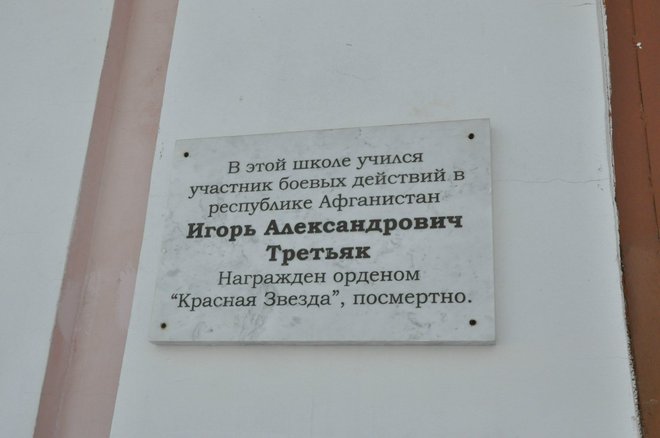 В этой школе учился
участник боевых действий в
республике Афганистан
Игорь Александрович
Третьяк
Награжден орденом
“Красная Звезда”, посмертно.